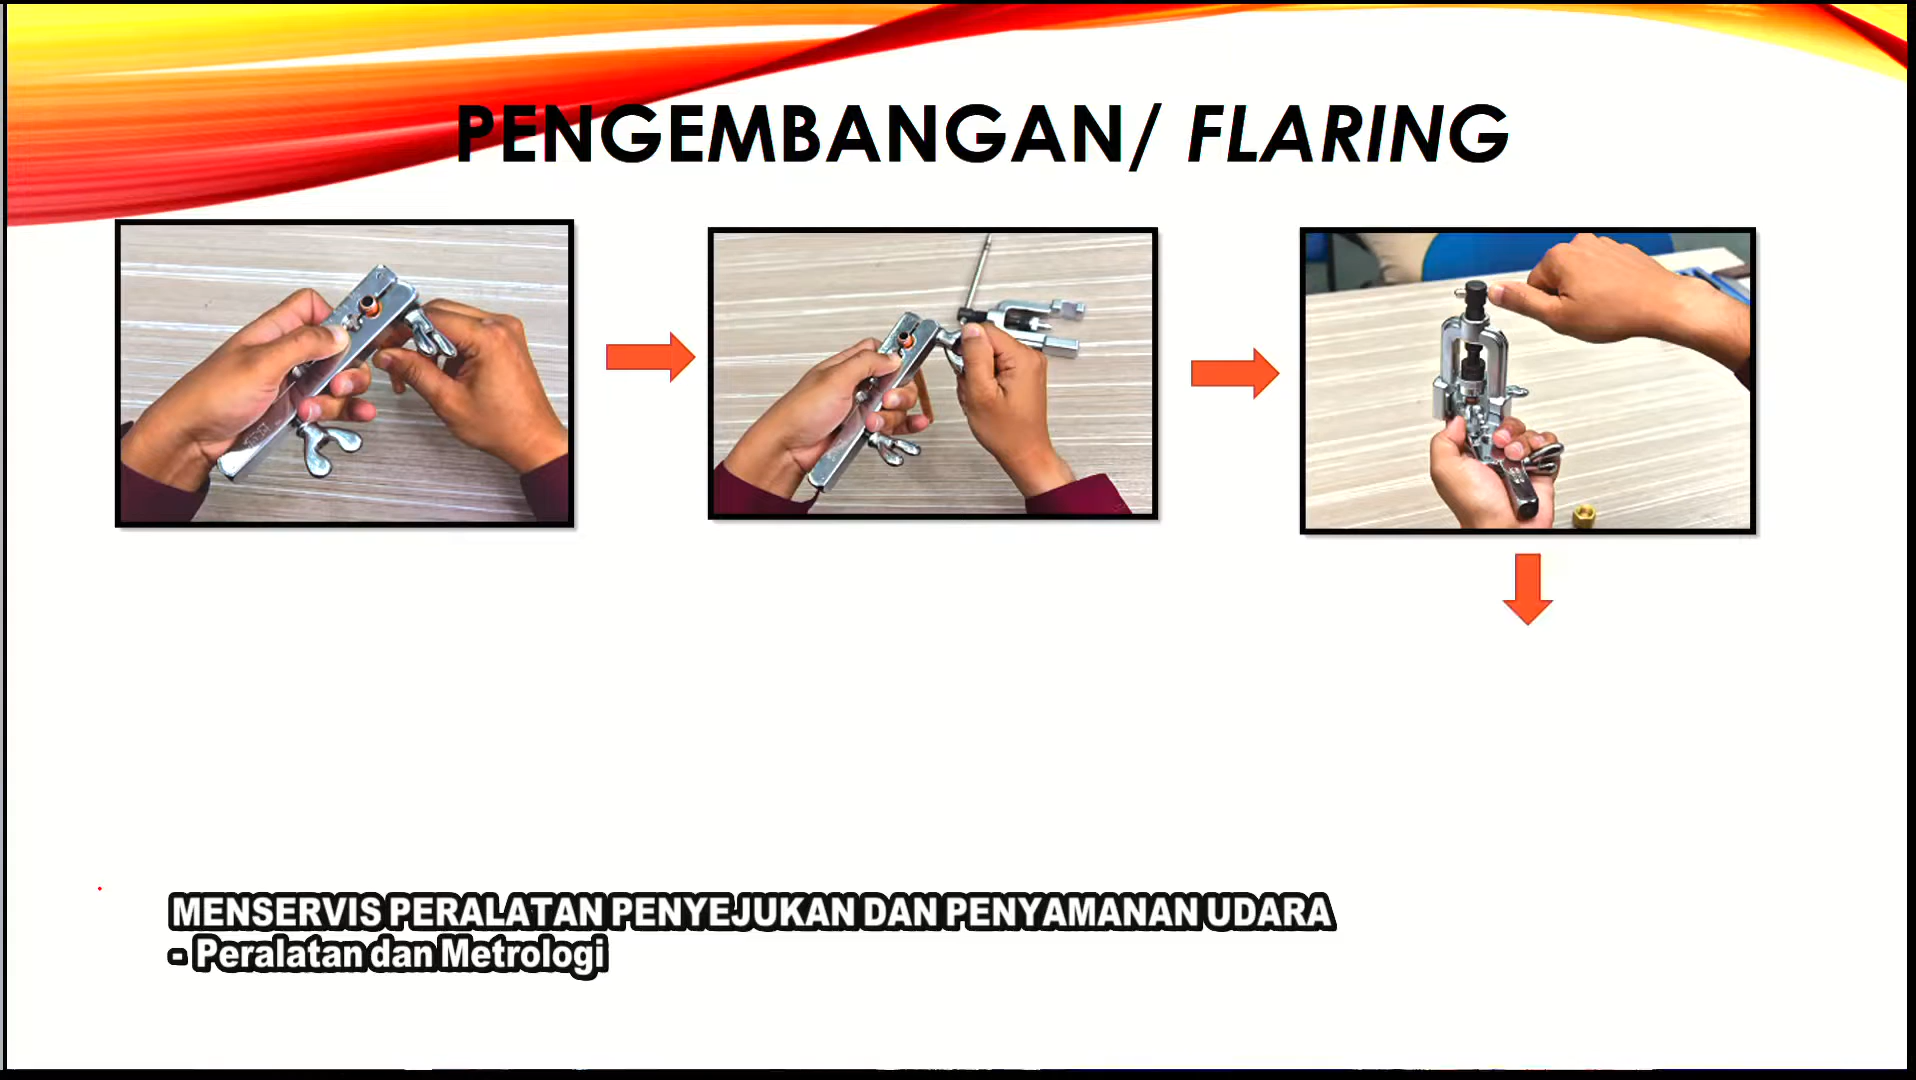 PENGEMBANGAN/ FLARING
MENSERVIS PERALATAN PENYEJUKAN DAN PENYAMANAN UDARA
- Peralatan dan Metrologi